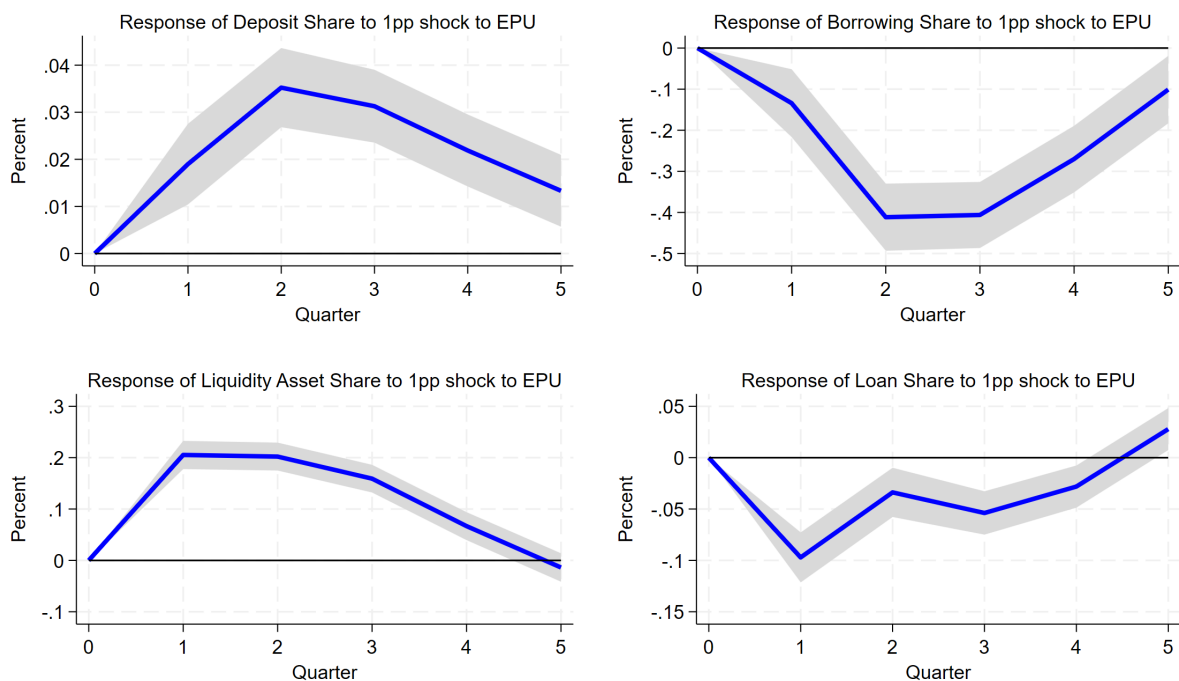 Response of Deposit Share to 1pp shock to EPU
Percent
.04
.03
.02
.01
0
0 1 2 3 4 5
Quarter
Response of Borrowing Share to 1pp shock to EPU
Percent
0
-.1
-.2
-.3
-.4
-.5
0 1 2 3 4 5
Quarter
Response of Liquidity Asset Share to 1pp shock to EPU
Percent
.3
.2
.1
0
-.1
0 1 2 3 4 5
Quarter
Response of Loan Share to 1pp shock to EPU
Percent
.05
0
-.05
-.1
-.15
0 1 2 3 4 5
Quarter